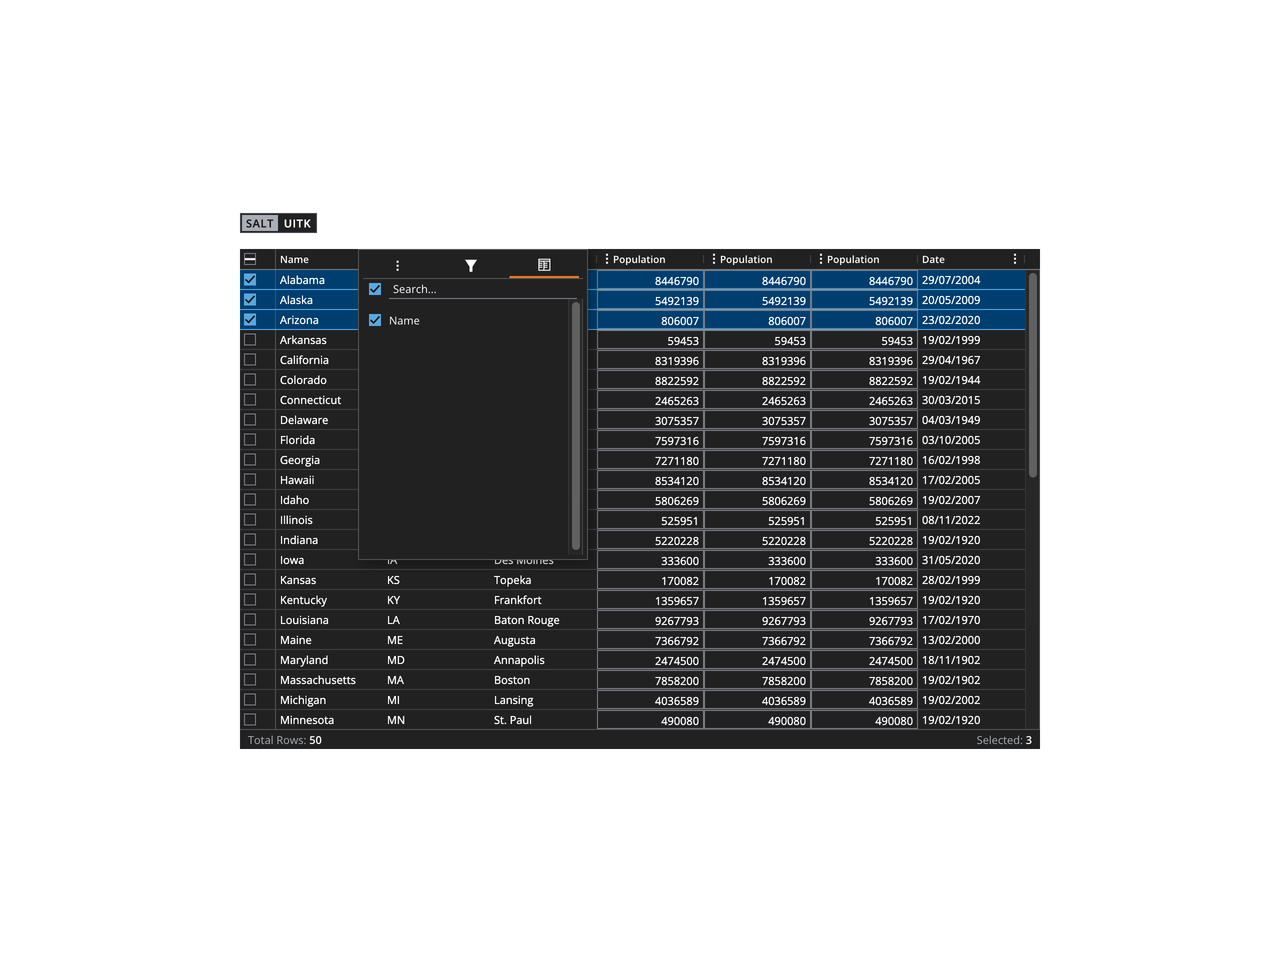 SALT UITK
Name Population Population Population Date
Search...
Name
Alabama 8446790 8446790 8446790 29/07/2004
Alaska 5492139 5492139 5492139 20/05/2009
Arizona 806007 806007 806007 23/02/2020
Arkansas 59453 59453 59453 19/02/1999
California 8319396 8319396 8319396 29/04/1967
Colorado 8822592 8822592 8822592 19/02/1944
Connecticut 2465263 2465263 2465263 30/03/2015
Delaware 3075357 3075357 3075357 04/03/1949
Florida 7597316 7597316 7597316 03/10/2005
Georgia 7271180 7271180 7271180 16/02/1998
Hawaii 8534120 8534120 8534120 17/02/2005
Idaho 5806269 5806269 5806269 19/02/2007
Illinois 525951 525951 525951 08/11/2022
Indiana 5220228 5220228 5220228 19/02/1920
Iowa IA Des Moines 333600 333600 333600 31/05/2020
Kansas KS Topeka 170082 170082 170082 28/02/1999
Kentucky KY Frankfort 1359657 1359657 1359657 19/02/1920
Louisiana LA Baton Rouge 9267793 9267793 9267793 17/02/1970
Maine ME Augusta 7366792 7366792 7366792 13/02/2000
Maryland MD Annapolis 2474500 2474500 2474500 18/11/1902
Massachusetts MA Boston 7858200 7858200 7858200 19/02/1902
Michigan MI Lansing 4036589 4036589 4036589 19/02/2002
Minnesota MN St. Paul 490080 490080 490080 19/02/1920
Total Rows: 50 Selected: 3